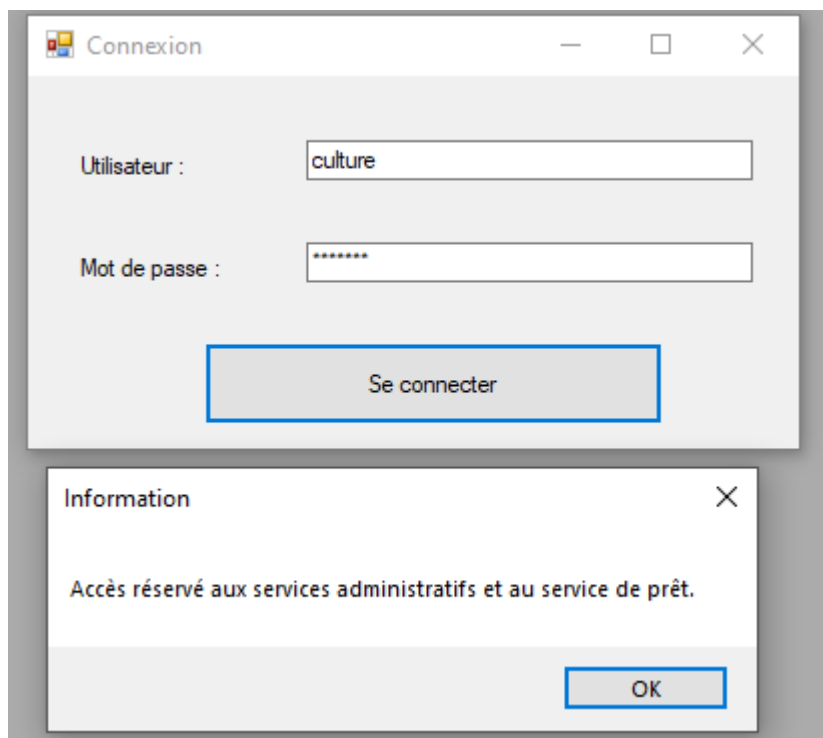 Connexion
Utilisateur :
culture
Mot de passe :
*******
Se connecter
Information
Accès réservé aux services administratifs et au service de prêt.
OK